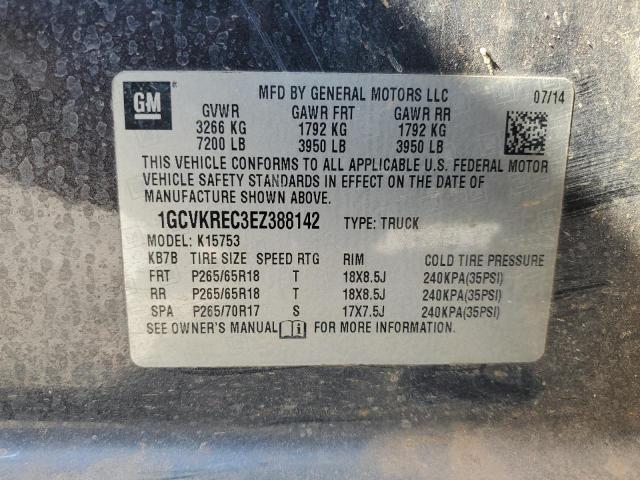 GM
MFD BY GENERAL MOTORS LLC 07/14
GVWR GAWR FRT GAWR RR
3266 KG 1792 KG 1792 KG
7200 LB 3950 LB 3950 LB
THIS VEHICLE CONFORMS TO ALL APPLICABLE U.S. FEDERAL MOTOR
VEHICLE SAFETY STANDARDS IN EFFECT ON THE DATE OF
MANUFACTURE SHOWN ABOVE.
1GCVKREC3EZ388142 TYPE: TRUCK
MODEL: K15753
KB7B TIRE SIZE SPEED RTG RIM COLD TIRE PRESSURE
FRT P265/65R18 T 18X8.5J 240KPA(35PSI)
RR P265/65R18 T 18X8.5J 240KPA(35PSI)
SPA P265/70R17 S 17X7.5J 240KPA(35PSI)
SEE OWNER'S MANUAL FOR MORE INFORMATION.